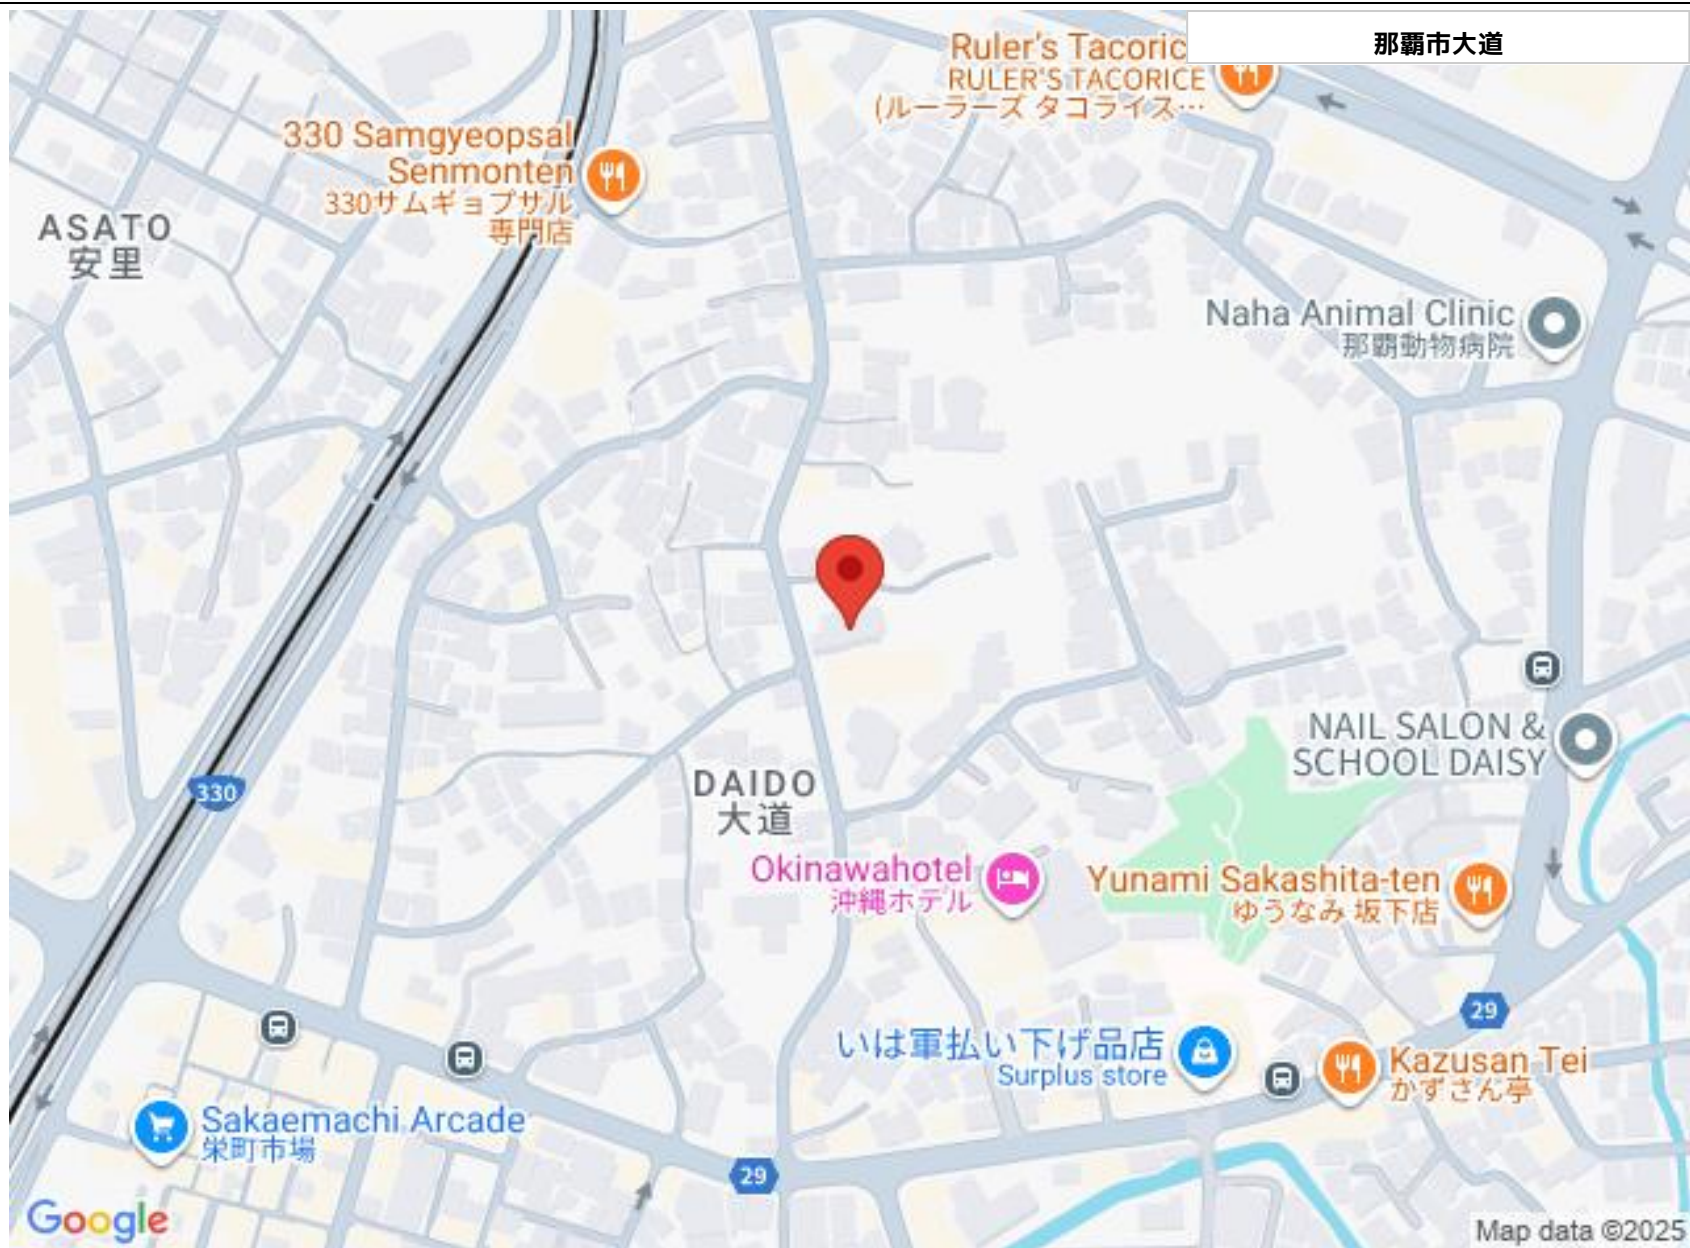 那覇市大道
Ruler's Tacoric
RULER'S TACORICE
(ルーラーズ タコライス…
330 Samgyeopsal
Senmonten
330サムギョプサル
専門店
ASATO
安里
Naha Animal Clinic
那覇動物病院
NAIL SALON &
SCHOOL DAISY
330
DAIDO
大道
Okinawahotel
沖縄ホテル
Yunami Sakashita-ten
ゆうなみ 坂下店
29
いは軍払い下げ品店
Surplus store
Kazusan Tei
かずさん亭
Sakaemachi Arcade
栄町市場
29
Google
Map data ©2025